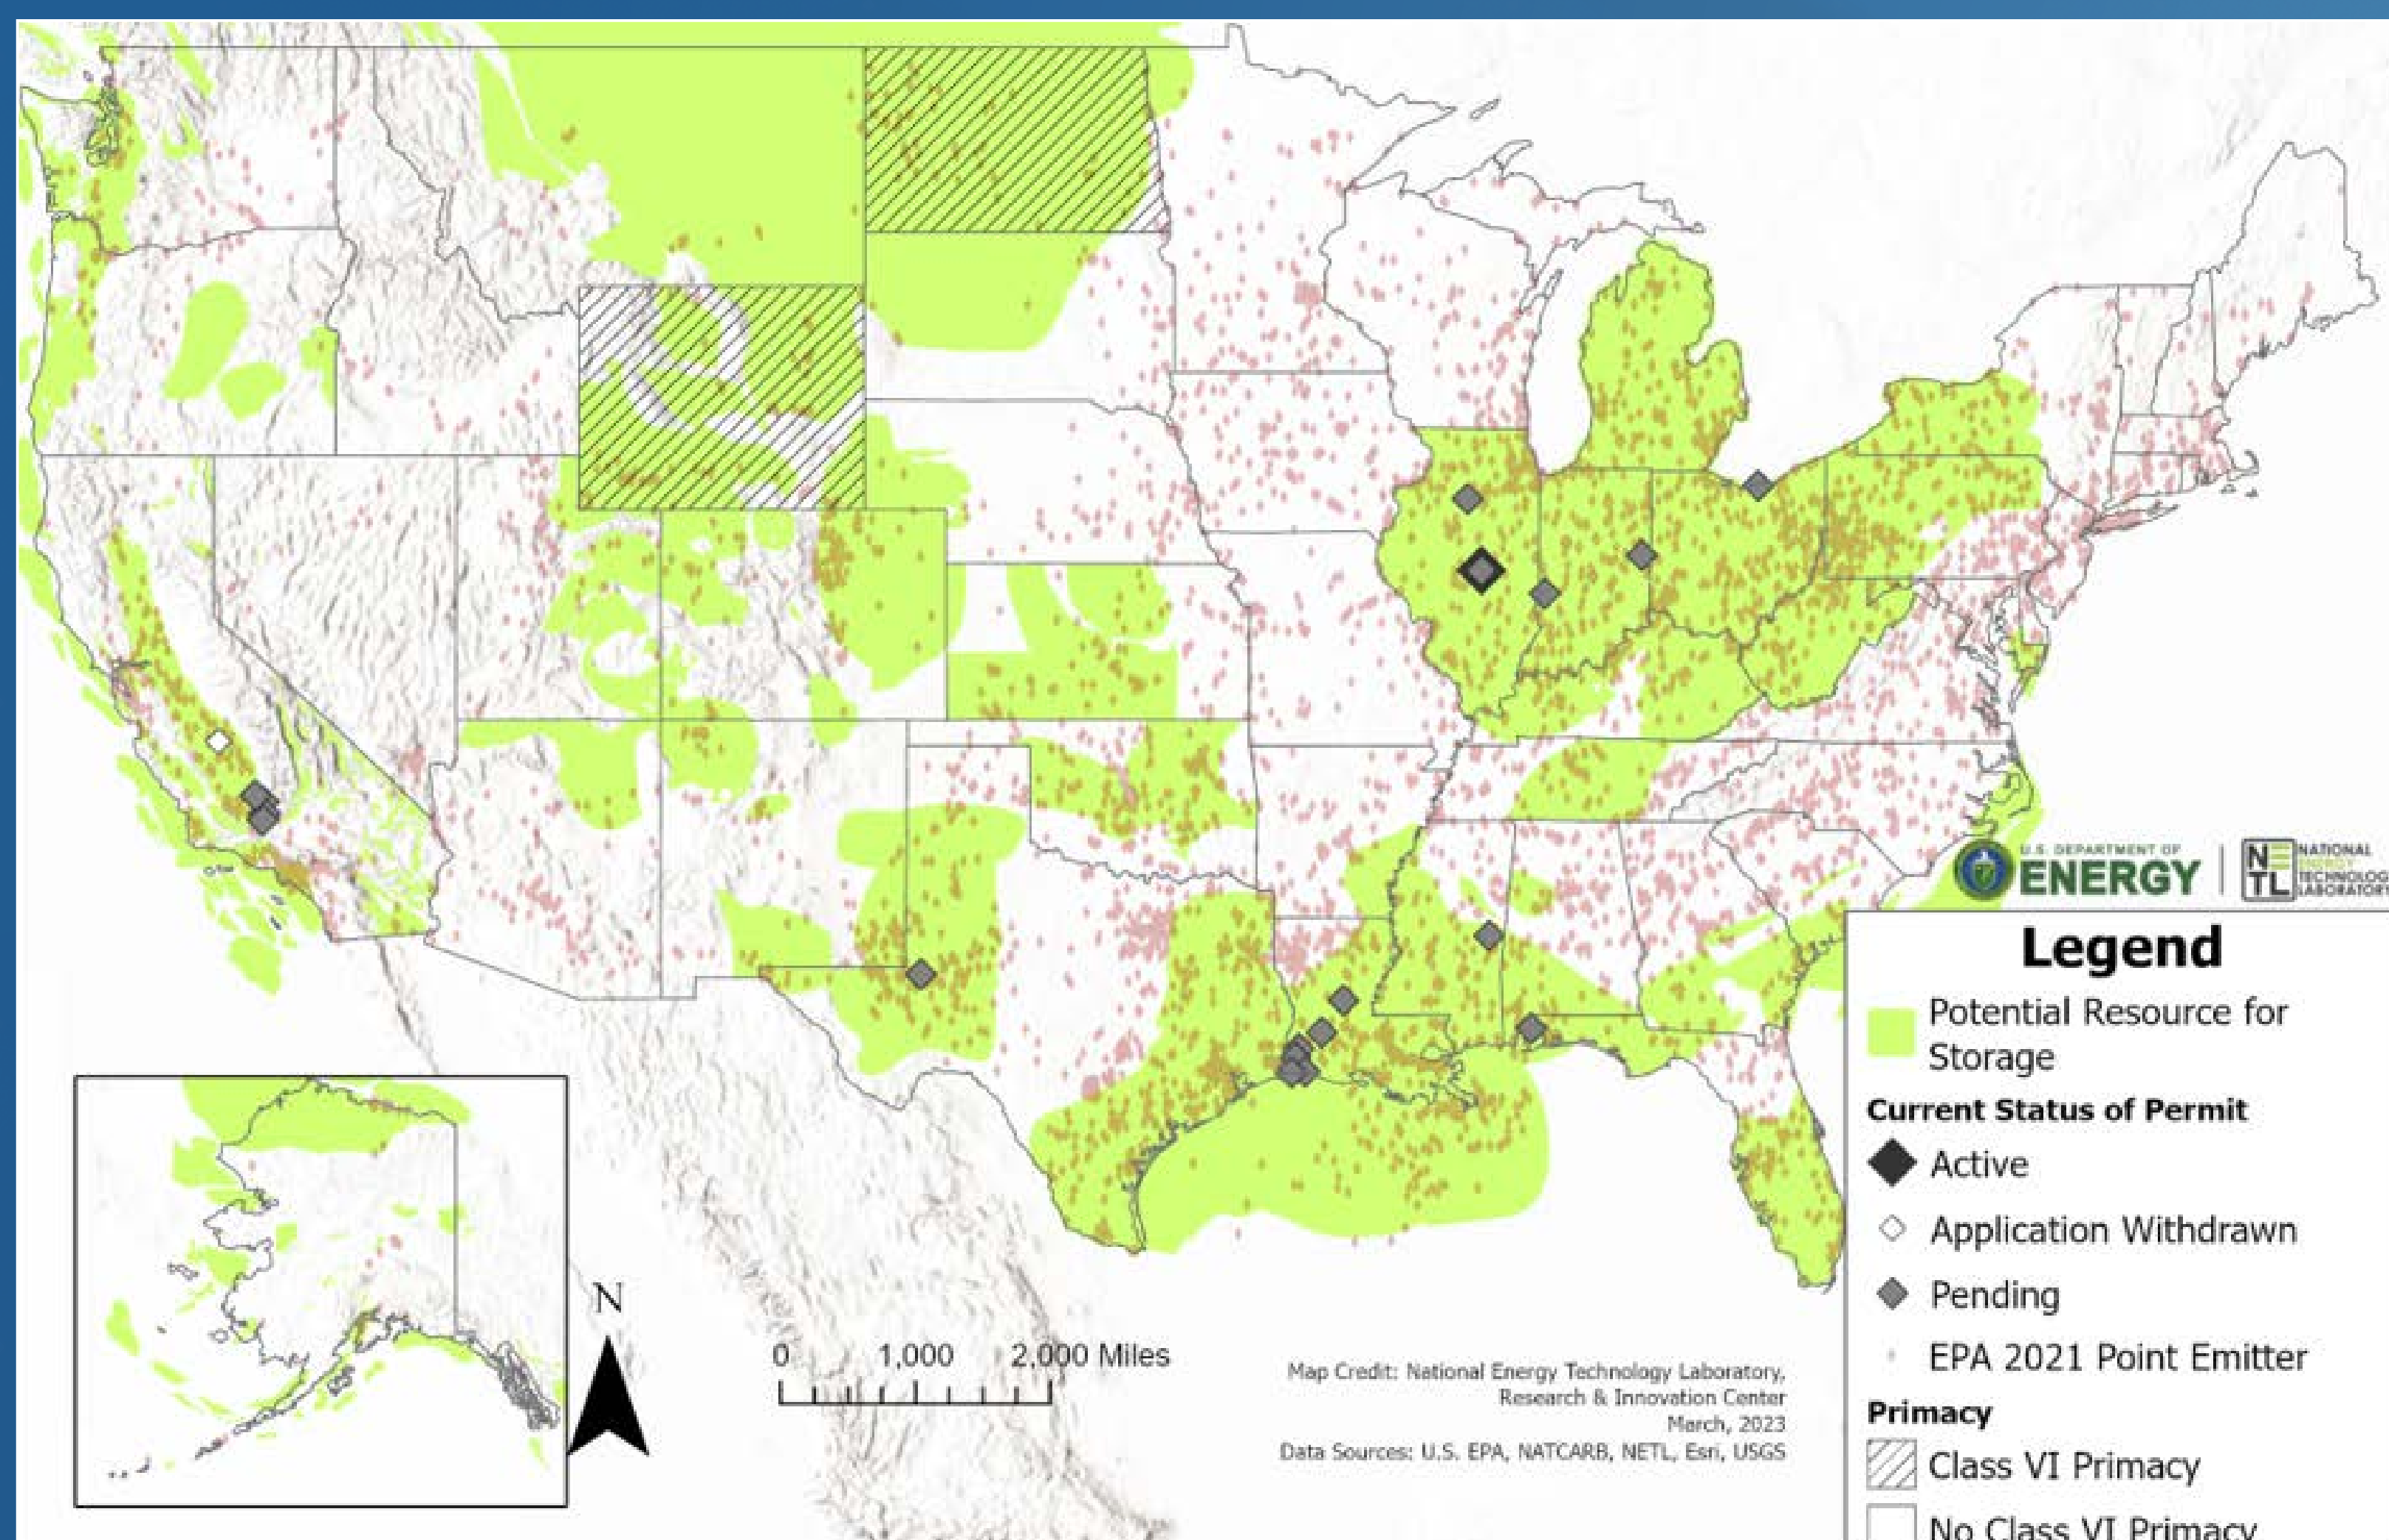 U.S. DEPARTMENT OF
ENERGY
NE
TL
NATIONAL
ENERGY
TECHNOLOGY
LABORATORY
Legend
Potential Resource for
Storage
Current Status of Permit
Active
Application Withdrawn
Pending
EPA 2021 Point Emitter
Primacy
Class VI Primacy
No Class VI Primacy
N
0 1,000 2,000 Miles
Map Credit: National Energy Technology Laboratory,
Research & Innovation Center
March, 2023
Data Sources: U.S. EPA, NATCARB, NETL, Esri, USGS